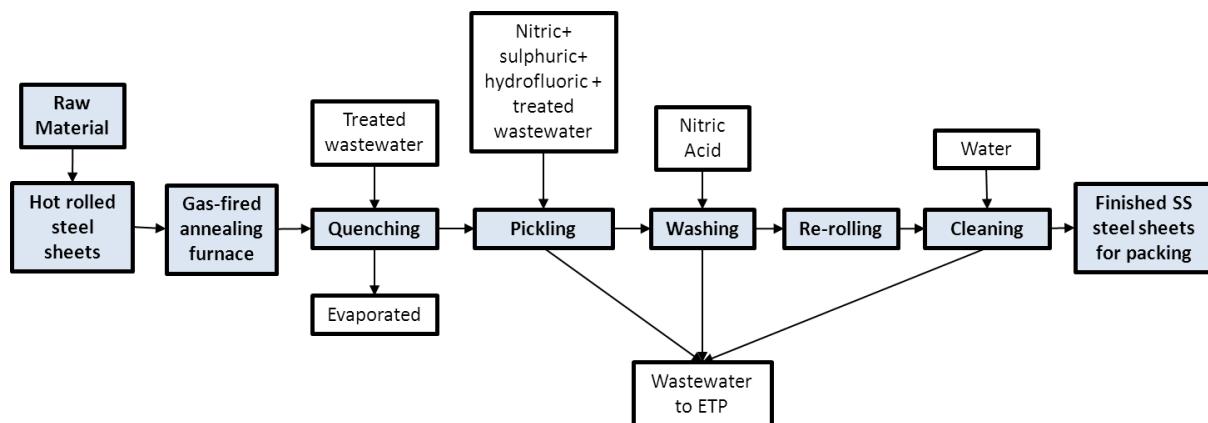 Raw
Material
Hot rolled
steel
sheets
Gas-fired
annealing
furnace
Treated
wastewater
Quenching
Evaporated
Nitric+
sulphuric+
hydrofluoric +
treated
wastewater
Pickling
Nitric
Acid
Washing
Re-rolling
Water
Cleaning
Finished SS
steel sheets
for packing
Wastewater
to ETP